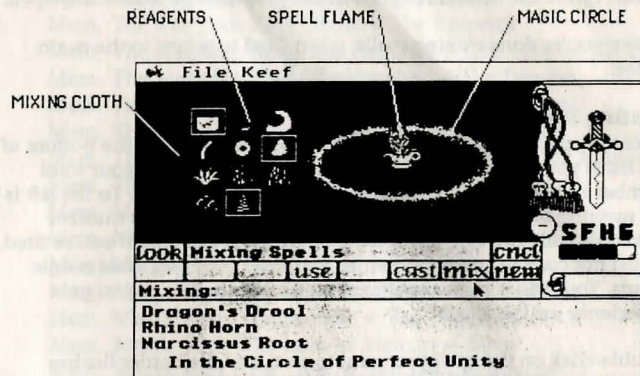 REAGENTS SPELL FLAME MAGIC CIRCLE
File Keef
MIXING CLOTH
SFHG
look Mixing Spells cncl
use cast mix new
Mixing:
Dragon's Drool
Rhino Horn
Narcissus Root
In the Circle of Perfect Unity